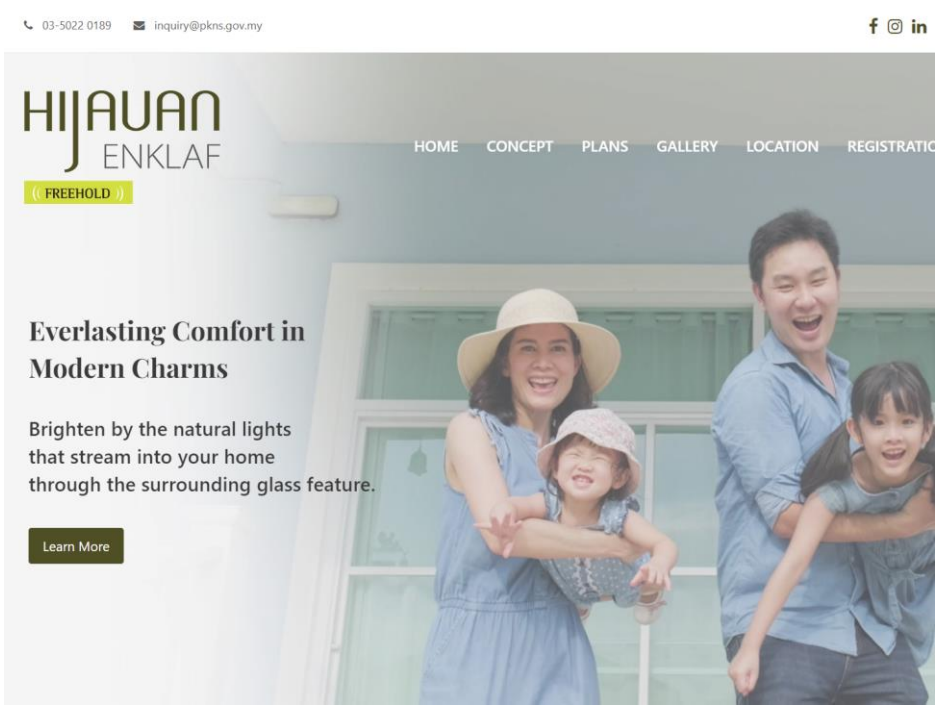 03-5022 0189 inquiry@pkns.gov.my
HIJAUAN
ENKLAF
FREEHOLD
HOME CONCEPT PLANS GALLERY LOCATION REGISTRATIO
Everlasting Comfort in
Modern Charms
Brighten by the natural lights
that stream into your home
through the surrounding glass feature.
Learn More